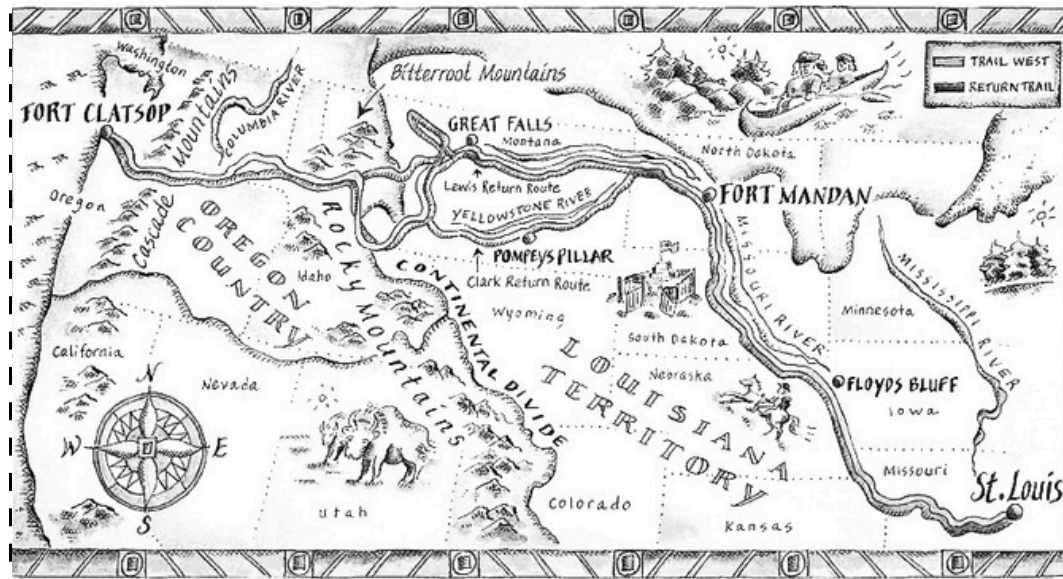 Washington
FORT CLATSOP
Mountains
COLUMBIA RIVER
Bitterroot Mountains
TRAIL WEST
RETURN TRAIL
GREAT FALLS
Montana
North Dakota
Lewis Return Route
FORT MANDAN
Oregon
Cascade
OREGON
COUNTRY
Idaho
ROCKY MOUNTAINS
YELLOWSTONE RIVER
POMPEYS PILLAR
Clark Return Route
CONTINENTAL DIVIDE
Wyoming
MISSOURI RIVER
MISSISSIPI RIVER
Minnesota
South Dakota
LOUISIANA
TERRITORY
California
Nevada
Nebraska
FLOYDS BLUFF
Iowa
N
W
E
S
Utah
Colorado
Kansas
Missouri
St. Louis